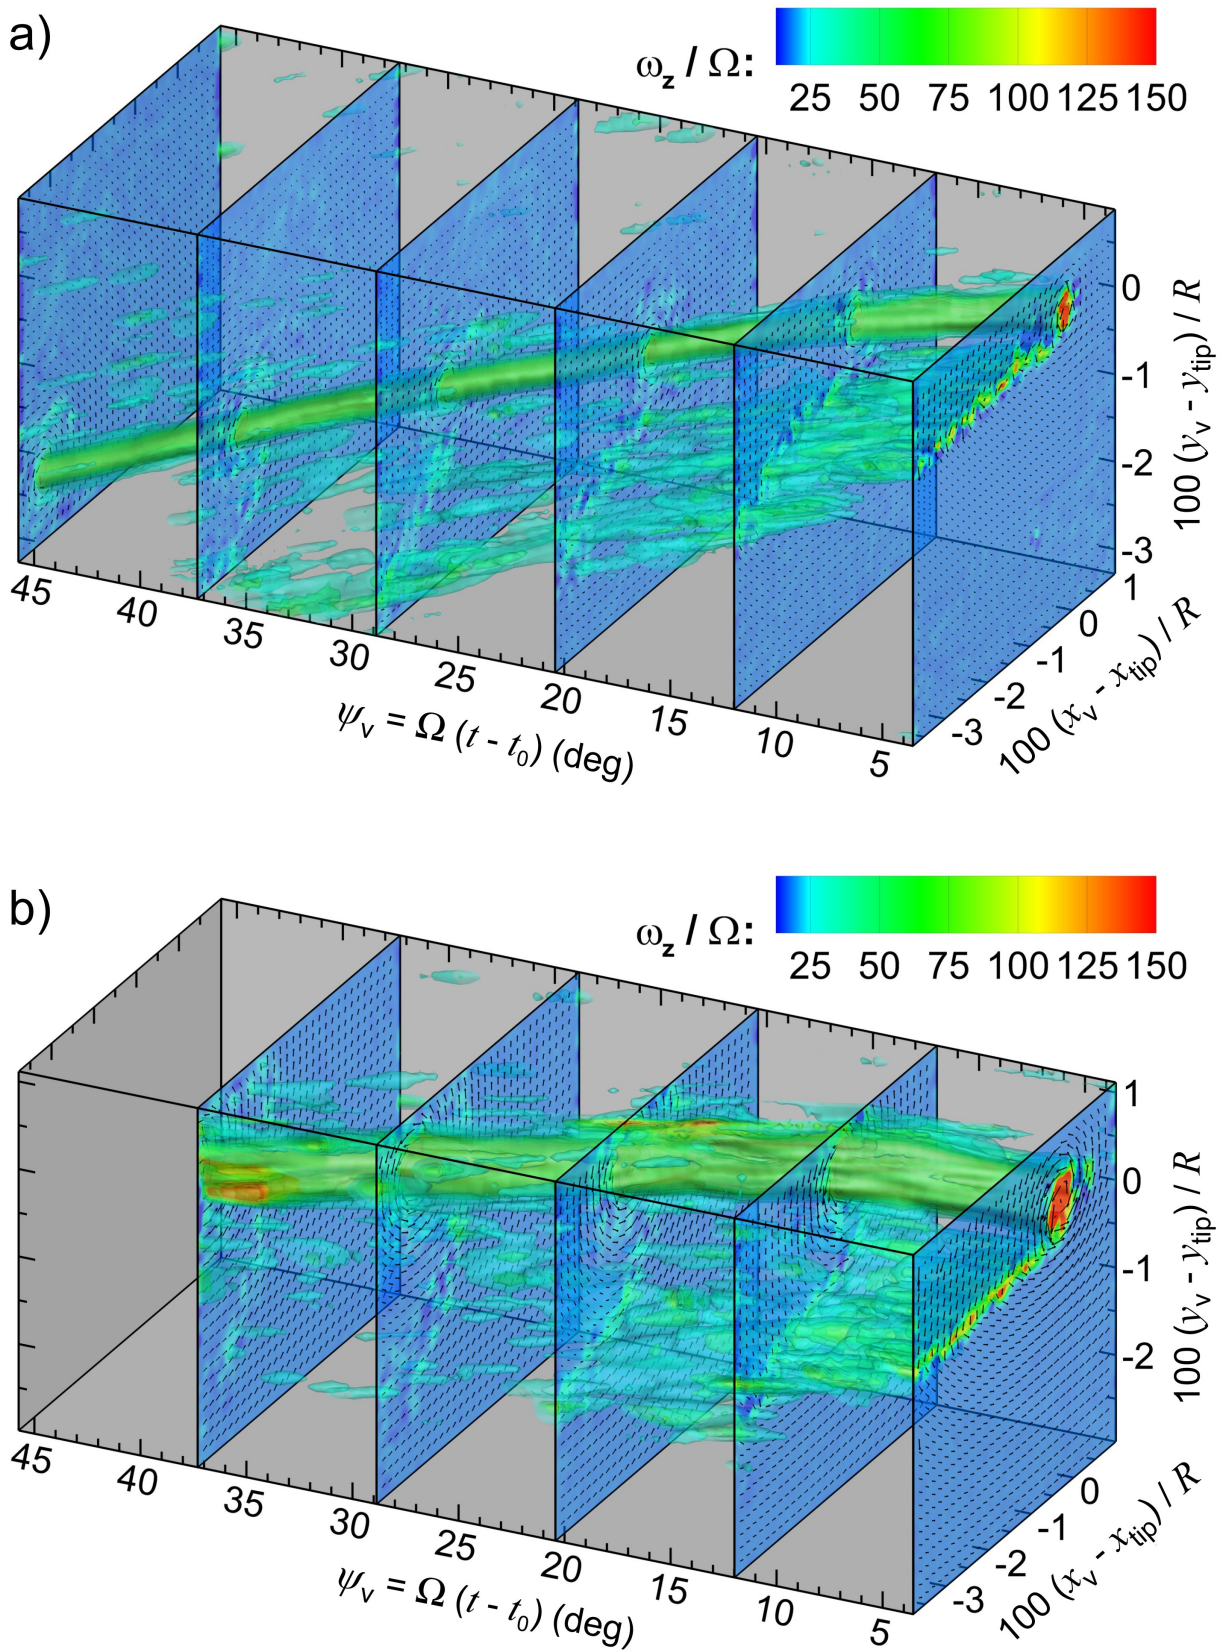 a)
ω_z / Ω:
25 50 75 100 125 150
0
-1
-2
-3
100 (y_v - y_tip) / R
1
0
-1
-2
-3
100 (x_v - x_tip) / R
45 40 35 30 25 20 15 10 5
ψ_v = Ω (t - t_0) (deg)
b)
ω_z / Ω:
25 50 75 100 125 150
1
0
-1
-2
100 (y_v - y_tip) / R
0
-1
-2
-3
100 (x_v - x_tip) / R
45 40 35 30 25 20 15 10 5
ψ_v = Ω (t - t_0) (deg)